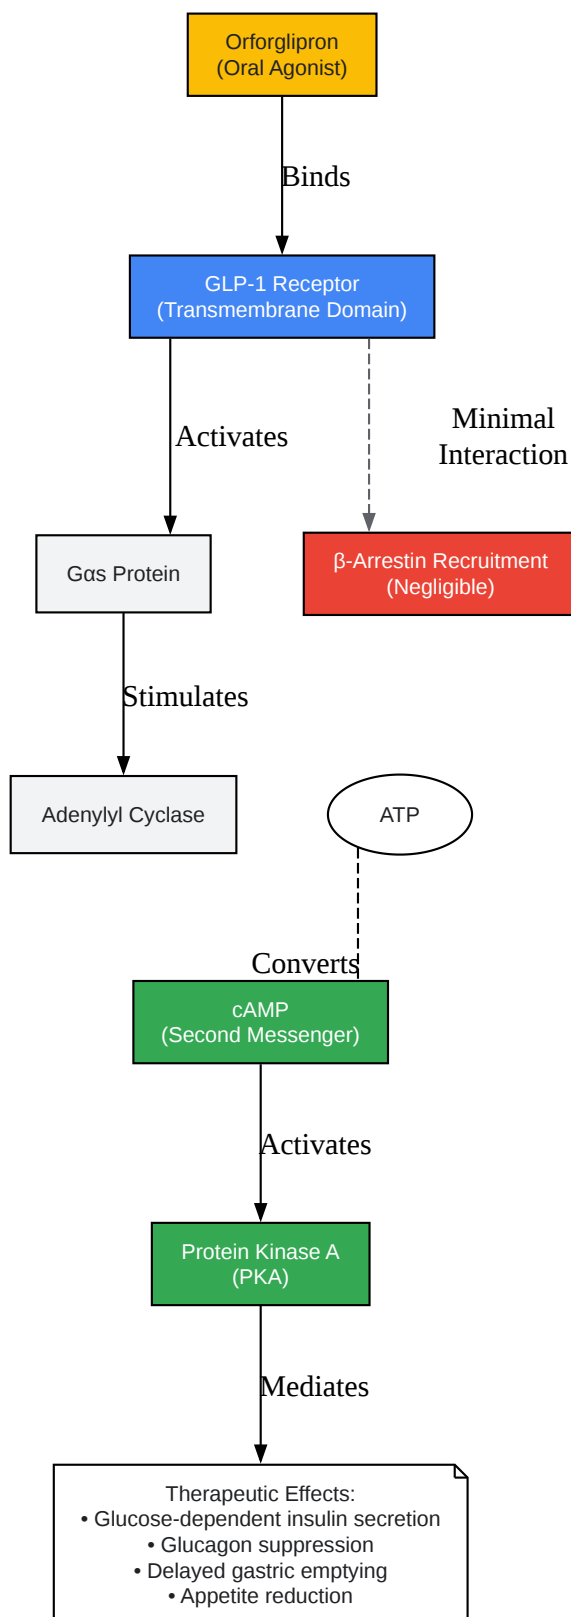 Orforglipron
(Oral Agonist)
Binds
GLP-1 Receptor
(Transmembrane Domain)
Activates
Minimal
Interaction
Gαs Protein
β-Arrestin Recruitment
(Negligible)
Stimulates
Adenylyl Cyclase
ATP
Converts
cAMP
(Second Messenger)
Activates
Protein Kinase A
(PKA)
Mediates
Therapeutic Effects:
• Glucose-dependent insulin secretion
• Glucagon suppression
• Delayed gastric emptying
• Appetite reduction